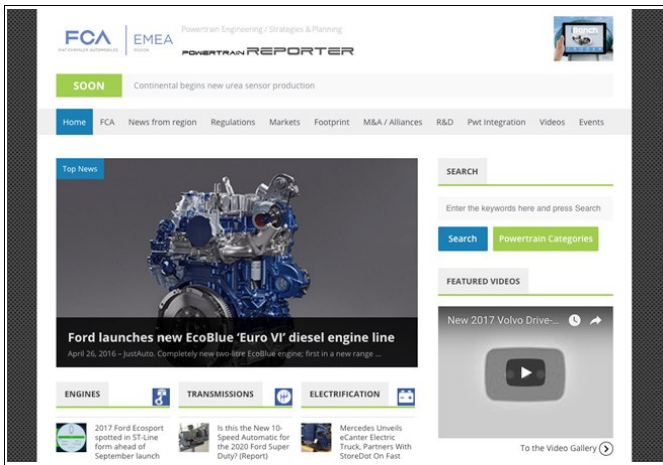 Powertrain Engineering / Strategies & Planning
FCA
FIAT CHRYSLER AUTOMOBILES
EMEA
REGION
POWERTRAIN REPORTER
Bench
SOON
Continental begins new urea sensor production
Home FCA News from region Regulations Markets Footprint M&A / Alliances R&D Pwt Integration Videos Events
Top News
Ford launches new EcoBlue ‘Euro VI’ diesel engine line
April 26, 2016 – JustAuto. Completely new two-litre EcoBlue engine; first in a new range ...
SEARCH
Enter the keywords here and press Search
Search
Powertrain Categories
FEATURED VIDEOS
New 2017 Volvo Drive-...
To the Video Gallery
ENGINES
2017 Ford Ecosport
spotted in ST-Line
form ahead of
September launch
TRANSMISSIONS
Is this the New 10-
Speed Automatic for
the 2020 Ford Super
Duty? (Report)
ELECTRIFICATION
Mercedes Unveils
eCanter Electric
Truck, Partners With
StoreDot On Fast